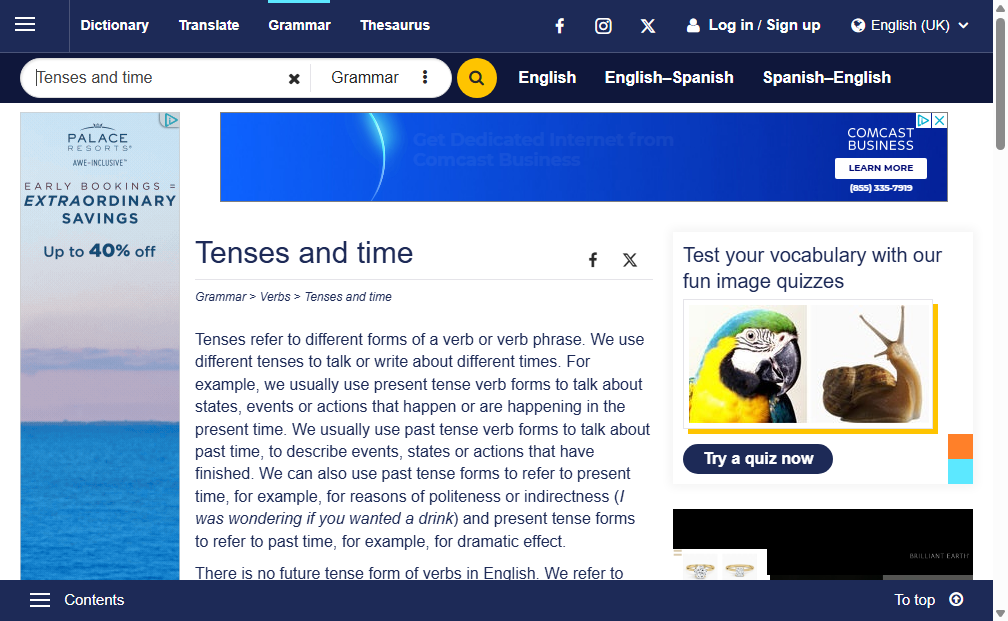 Dictionary Translate Grammar Thesaurus Log in / Sign up English (UK)
Tenses and time Grammar English English–Spanish Spanish–English
PALACE
RESORTS
AWE-INCLUSIVE™
EARLY BOOKINGS =
EXTRAORDINARY
SAVINGS
Up to 40% off
Get Dedicated Internet from
Comcast Business
COMCAST
BUSINESS
LEARN MORE
(855) 335-7919
Tenses and time
Grammar > Verbs > Tenses and time
Tenses refer to different forms of a verb or verb phrase. We use
different tenses to talk or write about different times. For
example, we usually use present tense verb forms to talk about
states, events or actions that happen or are happening in the
present time. We usually use past tense verb forms to talk about
past time, to describe events, states or actions that have
finished. We can also use past tense forms to refer to present
time, for example, for reasons of politeness or indirectness (I
was wondering if you wanted a drink) and present tense forms
to refer to past time, for example, for dramatic effect.
There is no future tense form of verbs in English. We refer to
Test your vocabulary with our
fun image quizzes
Try a quiz now
BRILLIANT EARTH
Contents To top